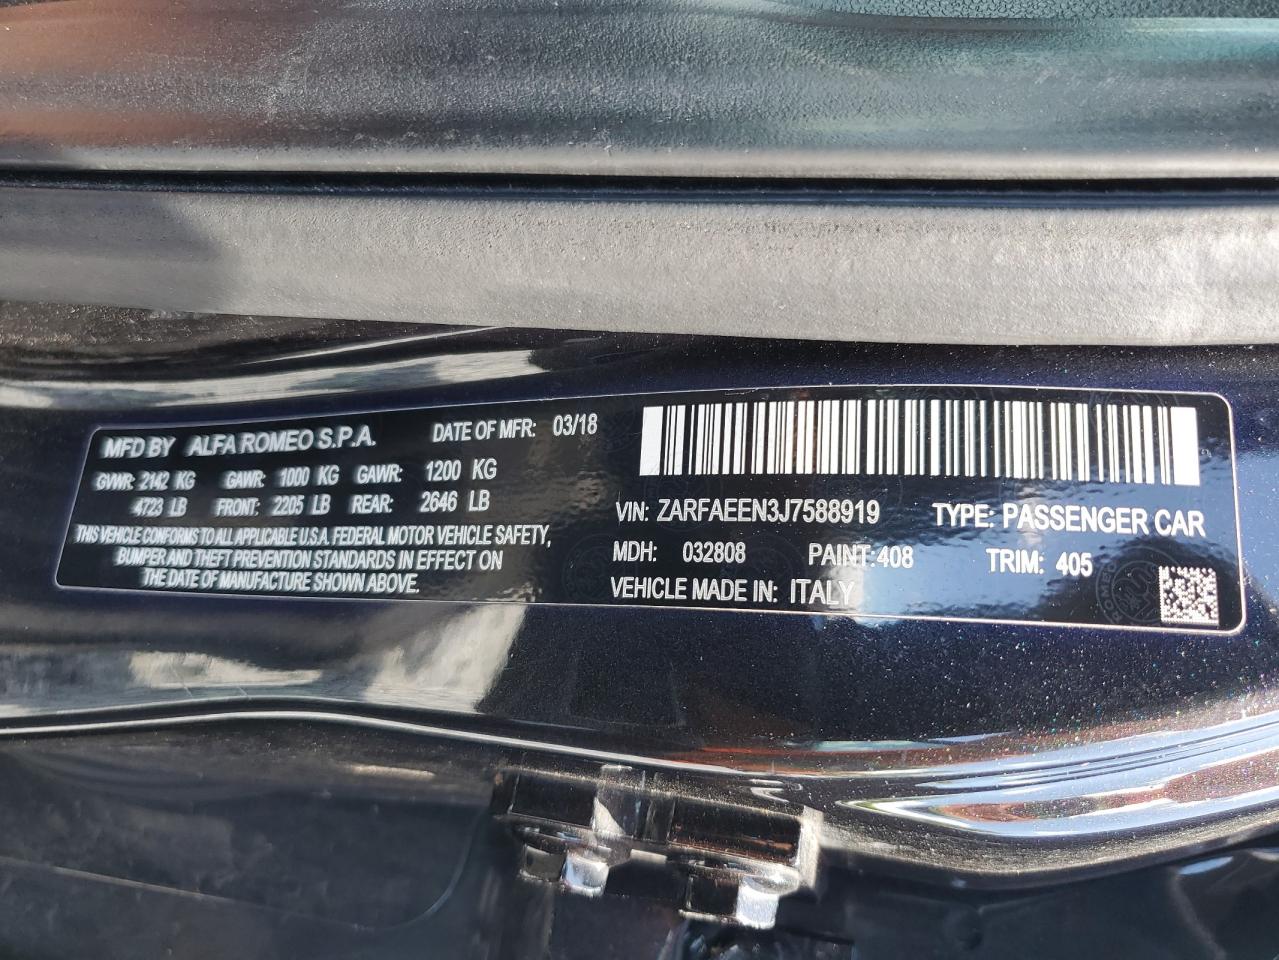 MFD BY ALFA ROMEO S.P.A. DATE OF MFR: 03/18
GVWR: 2142 KG GAWR: 1000 KG GAWR: 1200 KG
4723 LB FRONT: 2205 LB REAR: 2646 LB
THIS VEHICLE CONFORMS TO ALL APPLICABLE U.S.A. FEDERAL MOTOR VEHICLE SAFETY,
BUMPER AND THEFT PREVENTION STANDARDS IN EFFECT ON
THE DATE OF MANUFACTURE SHOWN ABOVE.
VIN: ZARFAEEN3J7588919 TYPE: PASSENGER CAR
MDH: 032808 PAINT: 408 TRIM: 405
VEHICLE MADE IN: ITALY